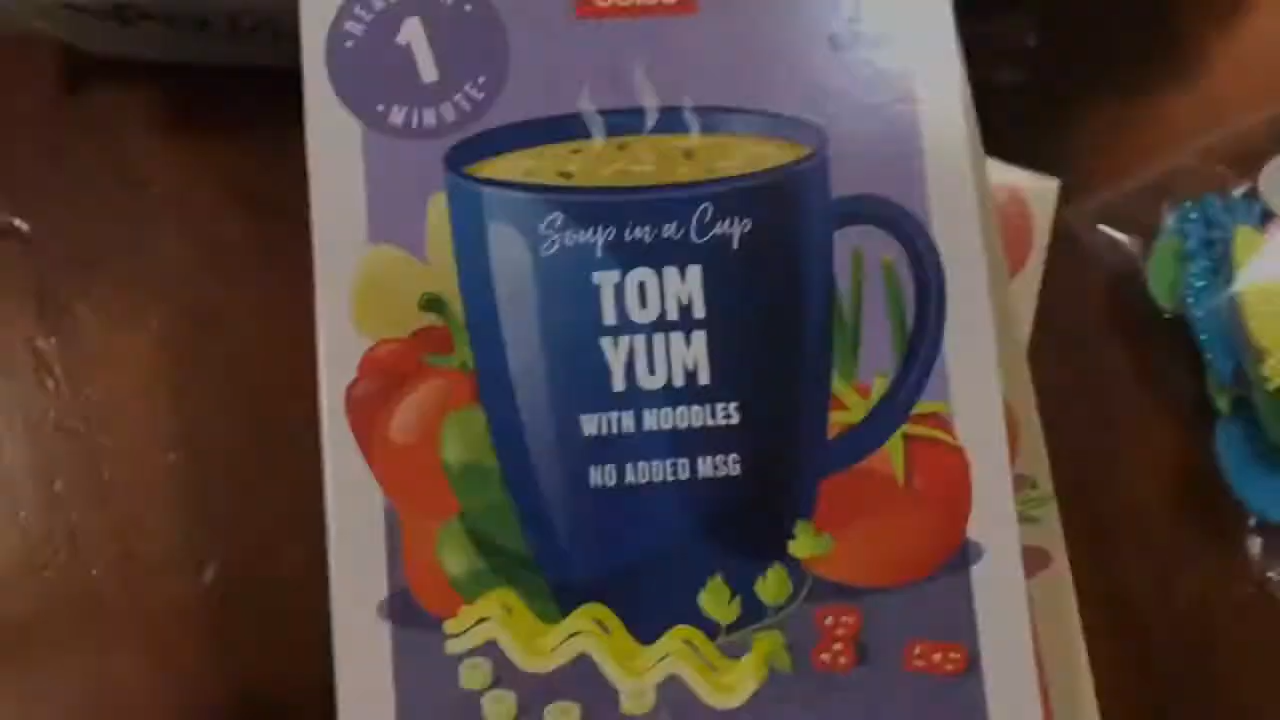 1
MINUTE
Soup in a Cup
TOM
YUM
WITH NOODLES
NO ADDED MSG